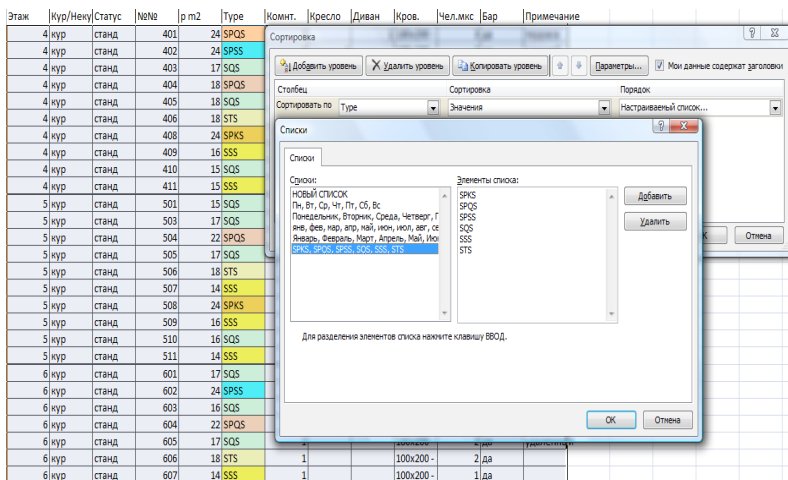 Этаж Кур/Неку Статус №№ р m2 Type Комнт. Кресло Диван Кров. Чел.мкс Бар Примечание
4 кур станд 401 24 SPQS
4 кур станд 402 24 SPSS
4 кур станд 403 17 SQS
4 кур станд 404 18 SPQS
4 кур станд 405 18 SQS
4 кур станд 406 18 STS
4 кур станд 408 24 SPKS
4 кур станд 409 16 SSS
4 кур станд 410 15 SQS
4 кур станд 411 15 SSS
5 кур станд 501 15 SQS
5 кур станд 503 17 SQS
5 кур станд 504 22 SPQS
5 кур станд 505 17 SQS
5 кур станд 506 18 STS
5 кур станд 507 14 SSS
5 кур станд 508 24 SPKS
5 кур станд 509 16 SSS
5 кур станд 510 16 SQS
5 кур станд 511 14 SSS
6 кур станд 601 17 SQS
6 кур станд 602 24 SPSS
6 кур станд 603 16 SQS
6 кур станд 604 22 SPQS
6 кур станд 605 17 SQS
6 кур станд 606 18 STS 1 100x200 - 2 да
6 кур станд 607 14 SSS 1 100x200 - 1 да
Сортировка
Добавить уровень Удалить уровень Копировать уровень Параметры... Мои данные содержат заголовки
Столбец Сортировка Порядок
Сортировать по Type Значения Настраиваемый список...
Отмена
Списки
Списки
Списки: Элементы списка:
НОВЫЙ СПИСОК
Пн, Вт, Ср, Чт, Пт, Сб, Вс
Понедельник, Вторник, Среда, Четверг, П
янв, фев, мар, апр, май, июн, июл, авг, се
Январь, Февраль, Март, Апрель, Май, Июн
SPKS, SPQS, SPSS, SQS, SSS, STS
SPKS
SPQS
SPSS
SQS
SSS
STS
Добавить
Удалить
Для разделения элементов списка нажмите клавишу ВВОД.
OK Отмена